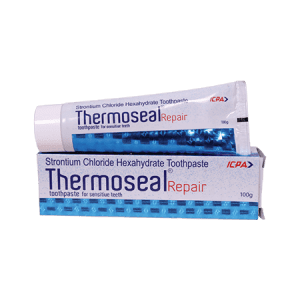 Strontium Chloride Hexahydrate Toothpaste
ICPA
Thermoseal Repair
toothpaste for sensitive teeth
100g
Strontium Chloride Hexahydrate Toothpaste
ICPA
Thermoseal® Repair
toothpaste for sensitive teeth
100g